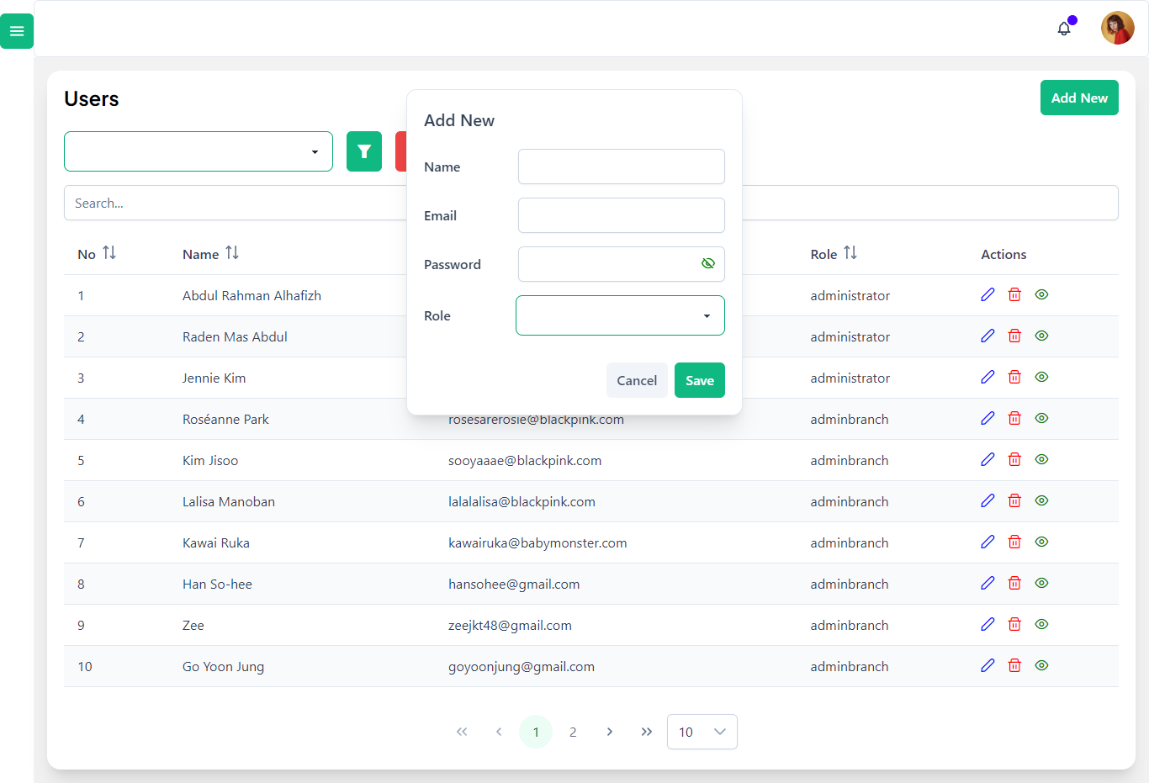 Users
Add New
Add New
Name
Email
Password
Role
Cancel
Save
Search...
No Name Role Actions
1 Abdul Rahman Alhafizh administrator
2 Raden Mas Abdul administrator
3 Jennie Kim administrator
4 Roséanne Park rosesarerosie@blackpink.com adminbranch
5 Kim Jisoo sooyaaae@blackpink.com adminbranch
6 Lalisa Manoban lalalalisa@blackpink.com adminbranch
7 Kawai Ruka kawairuka@babymonster.com adminbranch
8 Han So-hee hansohee@gmail.com adminbranch
9 Zee zeejkt48@gmail.com adminbranch
10 Go Yoon Jung goyoonjung@gmail.com adminbranch
1 2 10